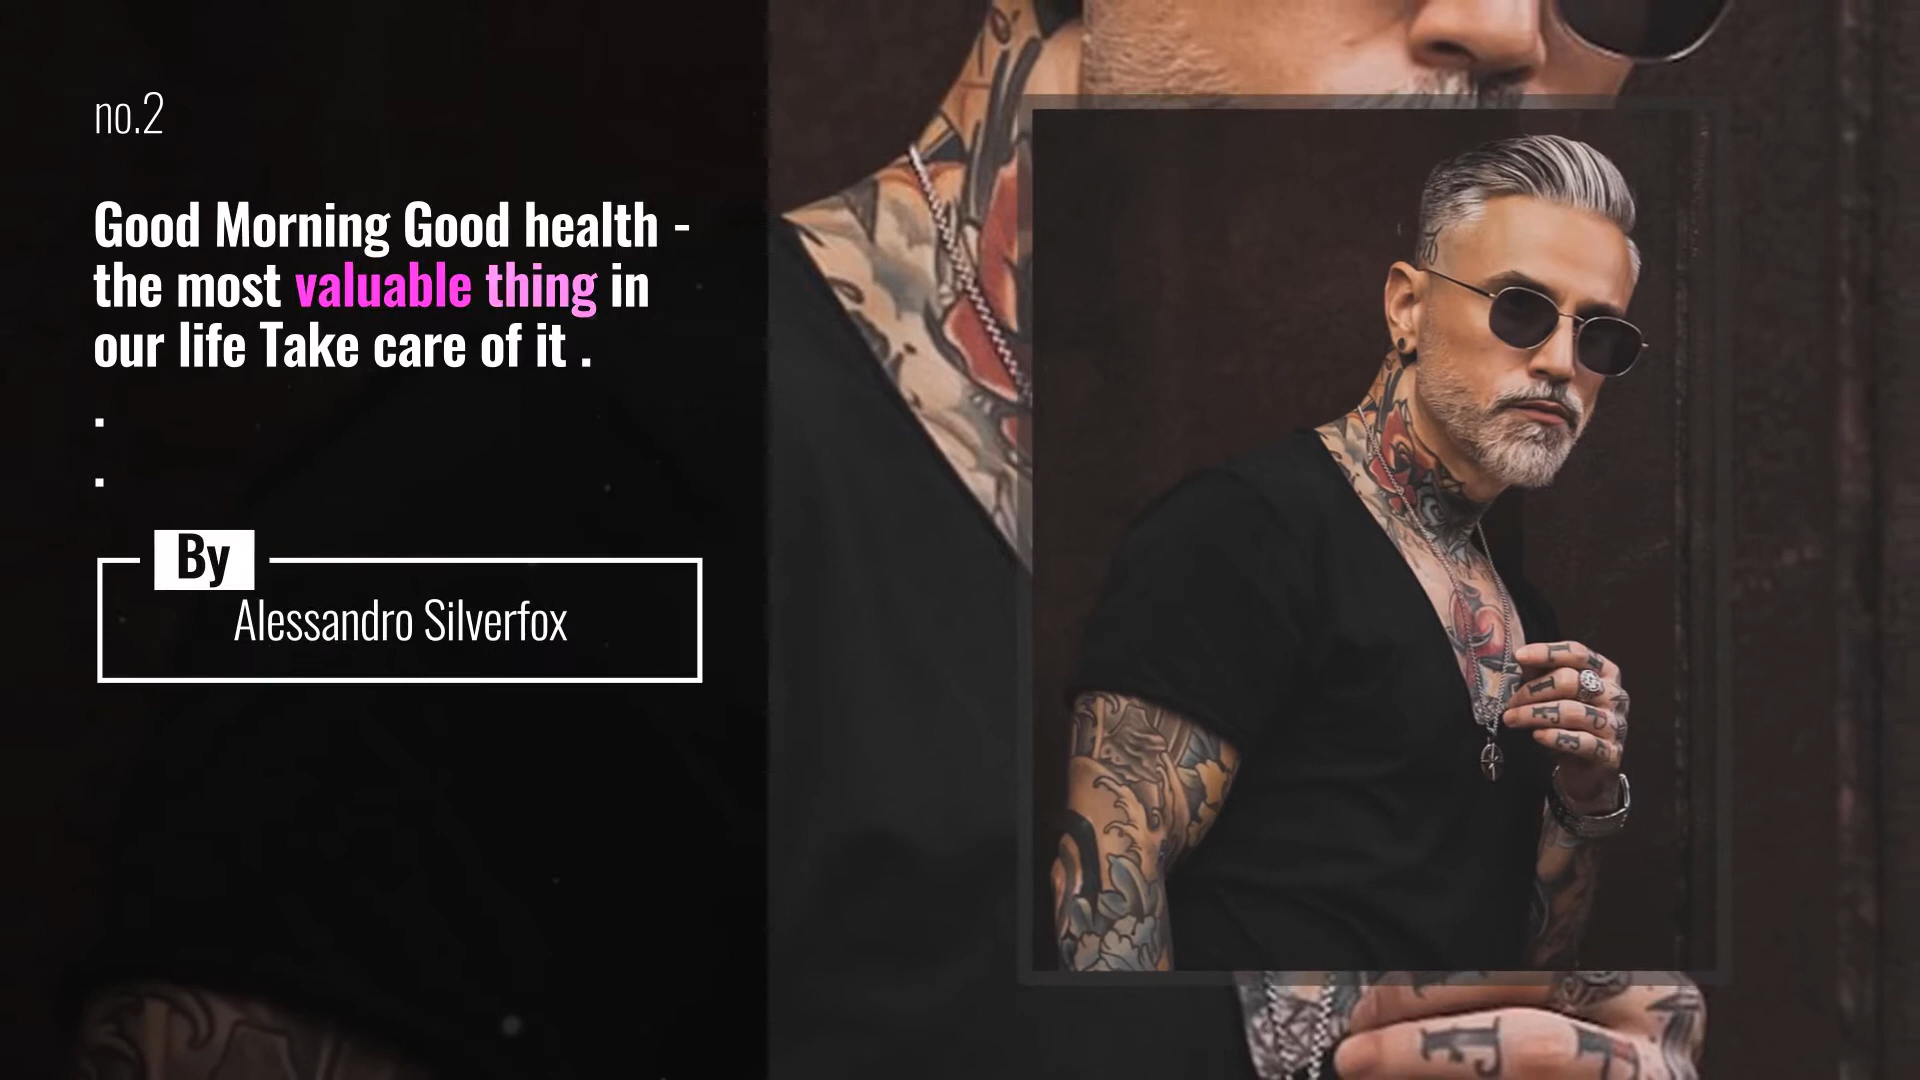 no.2
Good Morning Good health -
the most valuable thing in
our life Take care of it .
.
.
By
Alessandro Silverfox
L
I
F
E